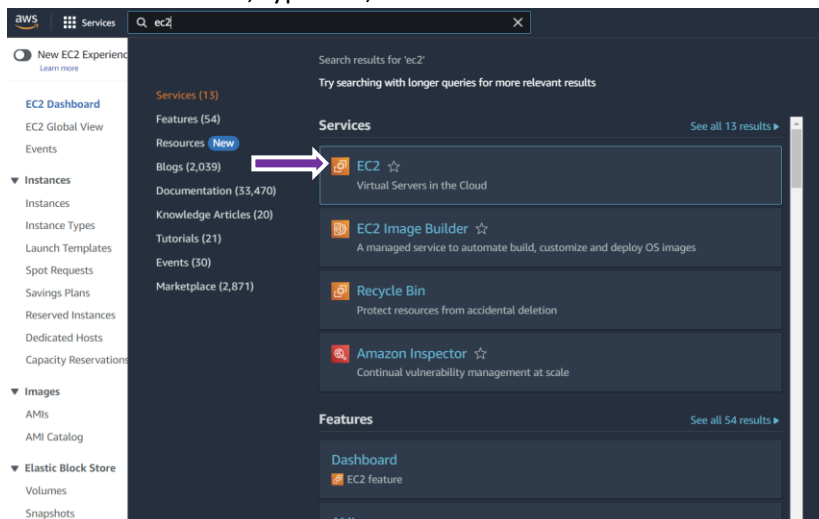 aws
Services
ec2
New EC2 Experienc
Learn more
EC2 Dashboard
EC2 Global View
Events
Instances
Instances
Instance Types
Launch Templates
Spot Requests
Savings Plans
Reserved Instances
Dedicated Hosts
Capacity Reservations
Images
AMIs
AMI Catalog
Elastic Block Store
Volumes
Snapshots
Services (13)
Features (54)
Resources New
Blogs (2,039)
Documentation (33,470)
Knowledge Articles (20)
Tutorials (21)
Events (30)
Marketplace (2,871)
Search results for 'ec2'
Try searching with longer queries for more relevant results
Services
See all 13 results
EC2
Virtual Servers in the Cloud
EC2 Image Builder
A managed service to automate build, customize and deploy OS images
Recycle Bin
Protect resources from accidental deletion
Amazon Inspector
Continual vulnerability management at scale
Features
See all 54 results
Dashboard
EC2 feature